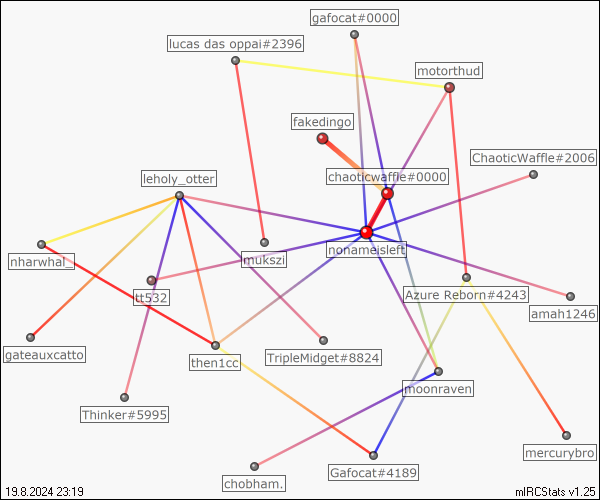 gafocat#0000
lucas das oppai#2396
motorthud
fakedingo
ChaoticWaffle#2006
chaoticwaffle#0000
leholy_otter
nonameisleft
nharwhal_
mukszi
tt532
Azure Reborn#4243
amah1246
gateauxcatto
then1cc
TripleMidget#8824
moonraven
Thinker#5995
mercurybro
Gafocat#4189
chobham.
19.8.2024 23:19
mIRCStats v1.25